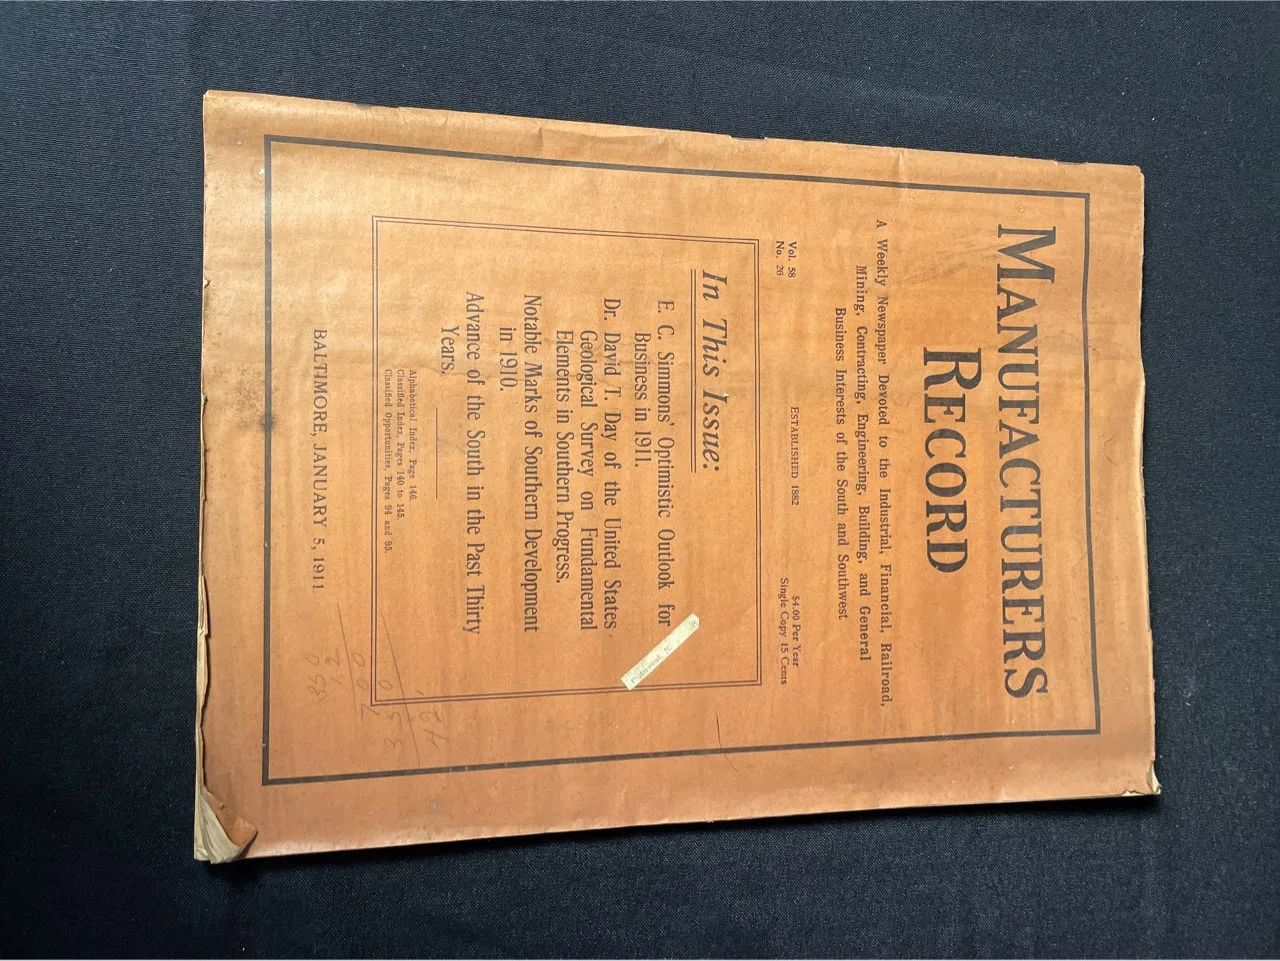 MANUFACTURERS
RECORD
A Weekly Newspaper Devoted to the Industrial, Financial, Railroad,
Mining, Contracting, Engineering, Building, and General
Business Interests of the South and Southwest
Vol. 58
No. 26
ESTABLISHED 1882
$4.00 Per Year
Single Copy 15 Cents
In This Issue:
E. C. Simmons' Optimistic Outlook for
Business in 1911.
Dr. David T. Day of the United States
Geological Survey on Fundamental
Elements in Southern Progress.
Notable Marks of Southern Development
in 1910.
Advance of the South in the Past Thirty
Years.
Alphabetical Index, Page 146.
Classified Index, Pages 140 to 145.
Classified Opportunities, Pages 94 and 95.
BALTIMORE, JANUARY 5, 1911